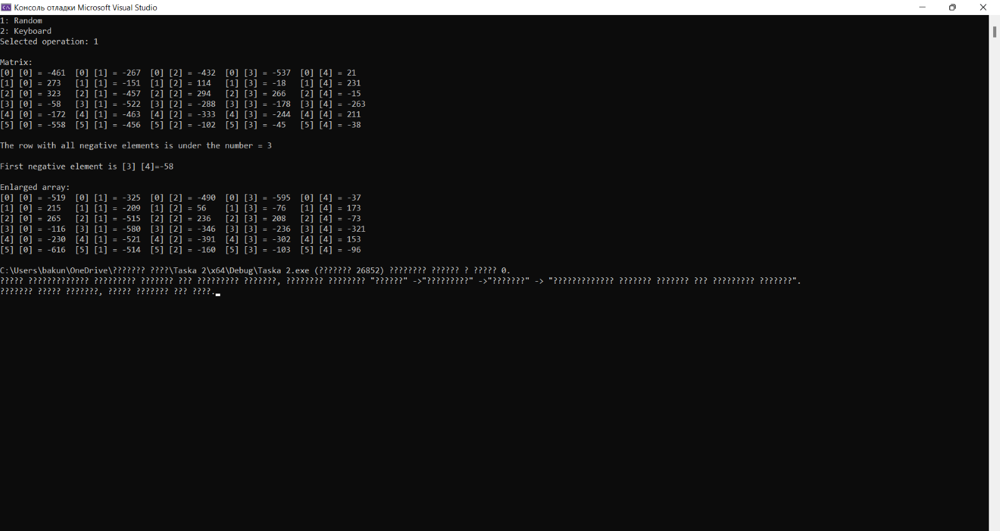 Консоль отладки Microsoft Visual Studio
1: Random
2: Keyboard
Selected operation: 1
Matrix:
[0] [0] = -461  [0] [1] = -267  [0] [2] = -432  [0] [3] = -537  [0] [4] = 21
[1] [0] = 273   [1] [1] = -151  [1] [2] = 114   [1] [3] = -18   [1] [4] = 231
[2] [0] = 323   [2] [1] = -457  [2] [2] = 294   [2] [3] = 266   [2] [4] = -15
[3] [0] = -58   [3] [1] = -522  [3] [2] = -288  [3] [3] = -178  [3] [4] = -263
[4] [0] = -172  [4] [1] = -463  [4] [2] = -333  [4] [3] = -244  [4] [4] = 211
[5] [0] = -558  [5] [1] = -456  [5] [2] = -102  [5] [3] = -45   [5] [4] = -38
The row with all negative elements is under the number = 3
First negative element is [3] [4]=-58
Enlarged array:
[0] [0] = -519  [0] [1] = -325  [0] [2] = -490  [0] [3] = -595  [0] [4] = -37
[1] [0] = 215   [1] [1] = -209  [1] [2] = 56    [1] [3] = -76   [1] [4] = 173
[2] [0] = 265   [2] [1] = -515  [2] [2] = 236   [2] [3] = 208   [2] [4] = -73
[3] [0] = -116  [3] [1] = -580  [3] [2] = -346  [3] [3] = -236  [3] [4] = -321
[4] [0] = -230  [4] [1] = -521  [4] [2] = -391  [4] [3] = -302  [4] [4] = 153
[5] [0] = -616  [5] [1] = -514  [5] [2] = -160  [5] [3] = -103  [5] [4] = -96
C:\Users\bakun\OneDrive\??????? ????\Taska 2\x64\Debug\Taska 2.exe (??????? 26852) ???????? ?????? ? ????? 0.
????? ????????????? ????????? ??????? ??? ????????? ???????, ???????? ???????? "??????" ->"?????????" ->"???????" -> "????????????? ??????? ??????? ??? ????????? ???????".
??????? ????? ???????, ????? ??????? ??? ????.